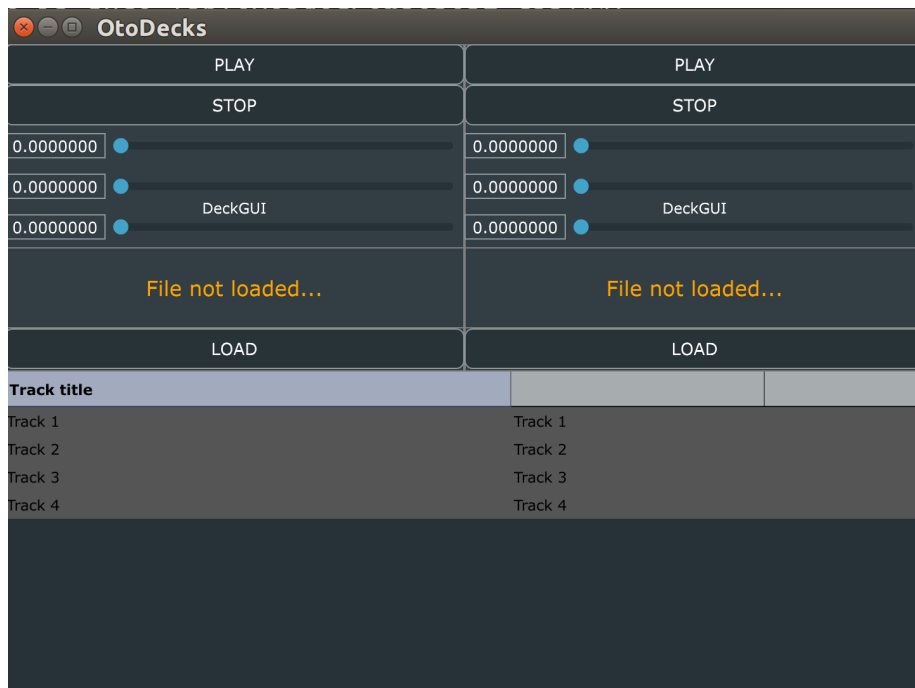 OtoDecks
PLAY PLAY
STOP STOP
0.0000000 0.0000000
0.0000000 0.0000000
DeckGUI DeckGUI
0.0000000 0.0000000
File not loaded... File not loaded...
LOAD LOAD
Track title
Track 1 Track 1
Track 2 Track 2
Track 3 Track 3
Track 4 Track 4